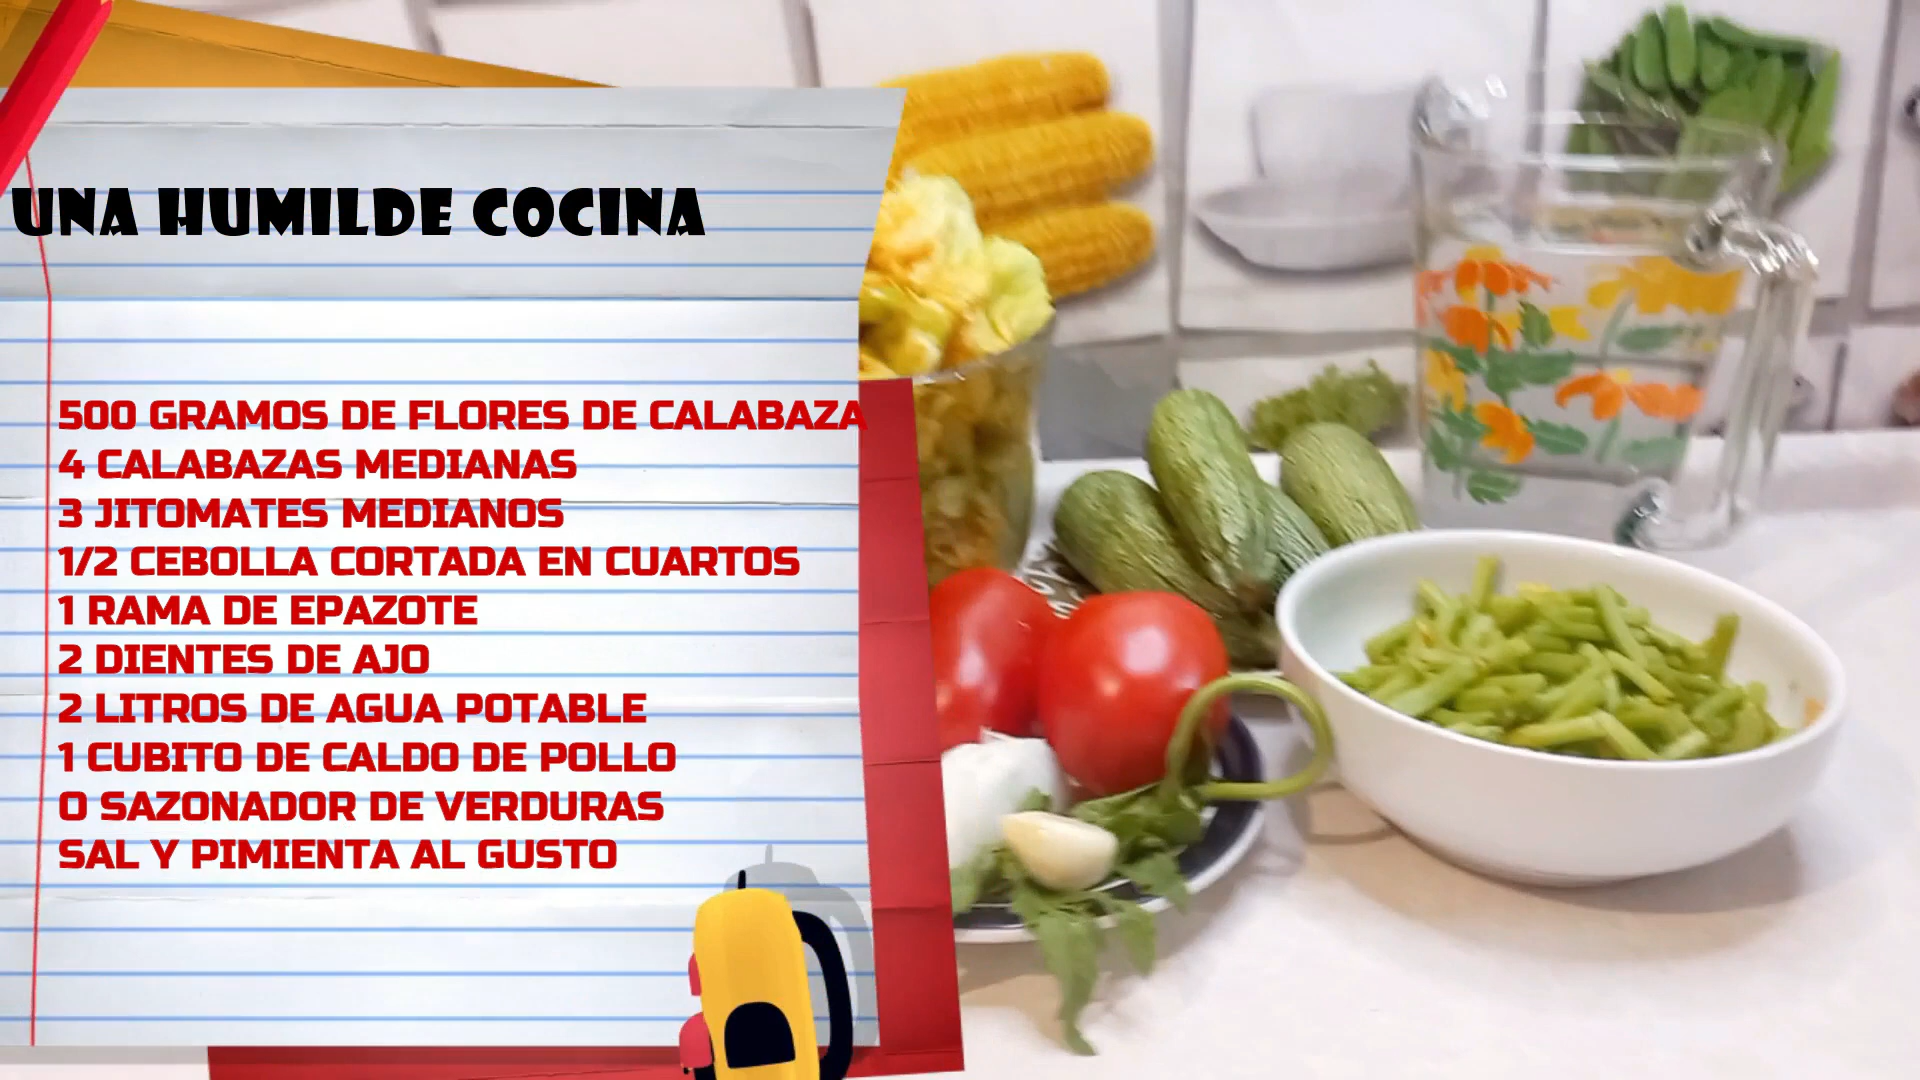 UNA HUMILDE COCINA
500 GRAMOS DE FLORES DE CALABAZA
4 CALABAZAS MEDIANAS
3 JITOMATES MEDIANOS
1/2 CEBOLLA CORTADA EN CUARTOS
1 RAMA DE EPAZOTE
2 DIENTES DE AJO
2 LITROS DE AGUA POTABLE
1 CUBITO DE CALDO DE POLLO
O SAZONADOR DE VERDURAS
SAL Y PIMIENTA AL GUSTO